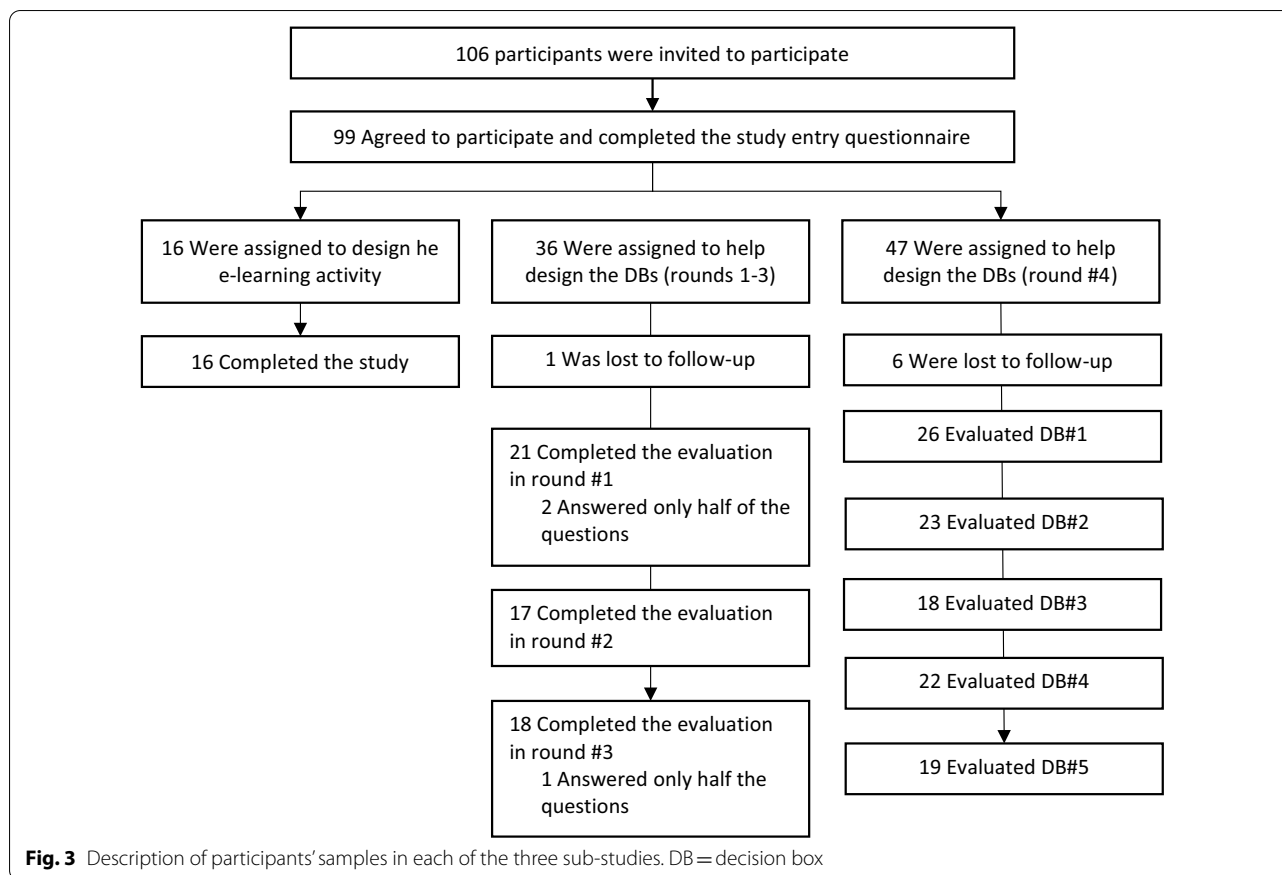 106 participants were invited to participate
99 Agreed to participate and completed the study entry questionnaire
16 Were assigned to design he
e-learning activity
16 Completed the study
36 Were assigned to help
design the DBs (rounds 1-3)
1 Was lost to follow-up
21 Completed the evaluation
in round #1
2 Answered only half of the
questions
17 Completed the evaluation
in round #2
18 Completed the evaluation
in round #3
1 Answered only half the
questions
47 Were assigned to help
design the DBs (round #4)
6 Were lost to follow-up
26 Evaluated DB#1
23 Evaluated DB#2
18 Evaluated DB#3
22 Evaluated DB#4
19 Evaluated DB#5
Fig. 3 Description of participants' samples in each of the three sub-studies. DB = decision box